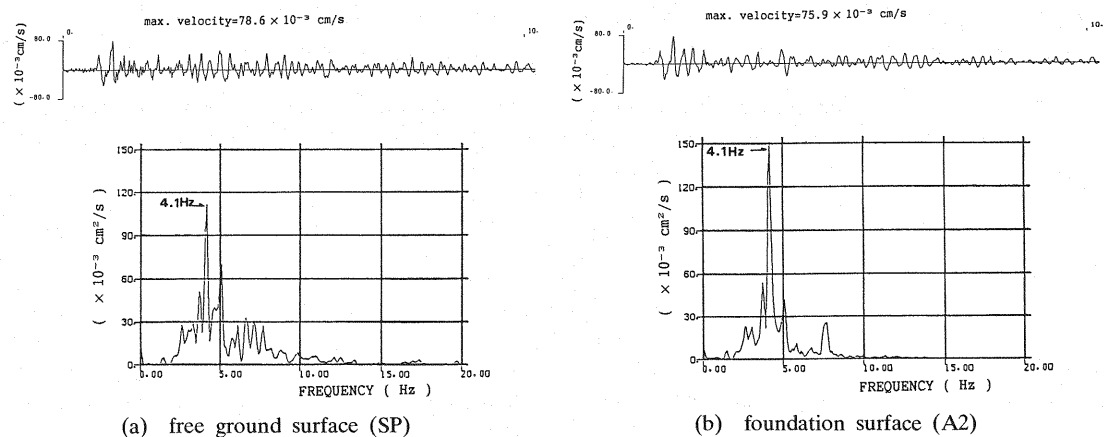 max. velocity=78.6 × 10⁻³ cm/s
( × 10⁻³cm/s)
80.0
-80.0
0.
10.
( × 10⁻³ cm²/s )
150.
120.
90.
60.
30.
0.
4.1Hz
0.00 5.00 10.00 15.00 20.00
FREQUENCY ( Hz )
(a) free ground surface (SP)
max. velocity=75.9 × 10⁻³ cm/s
( × 10⁻³cm/s)
80.0
-80.0
0.
10.
( × 10⁻³ cm²/s )
150.
120.
90.
60.
30.
0.
4.1Hz
0.00 5.00 10.00 15.00 20.00
FREQUENCY ( Hz )
(b) foundation surface (A2)